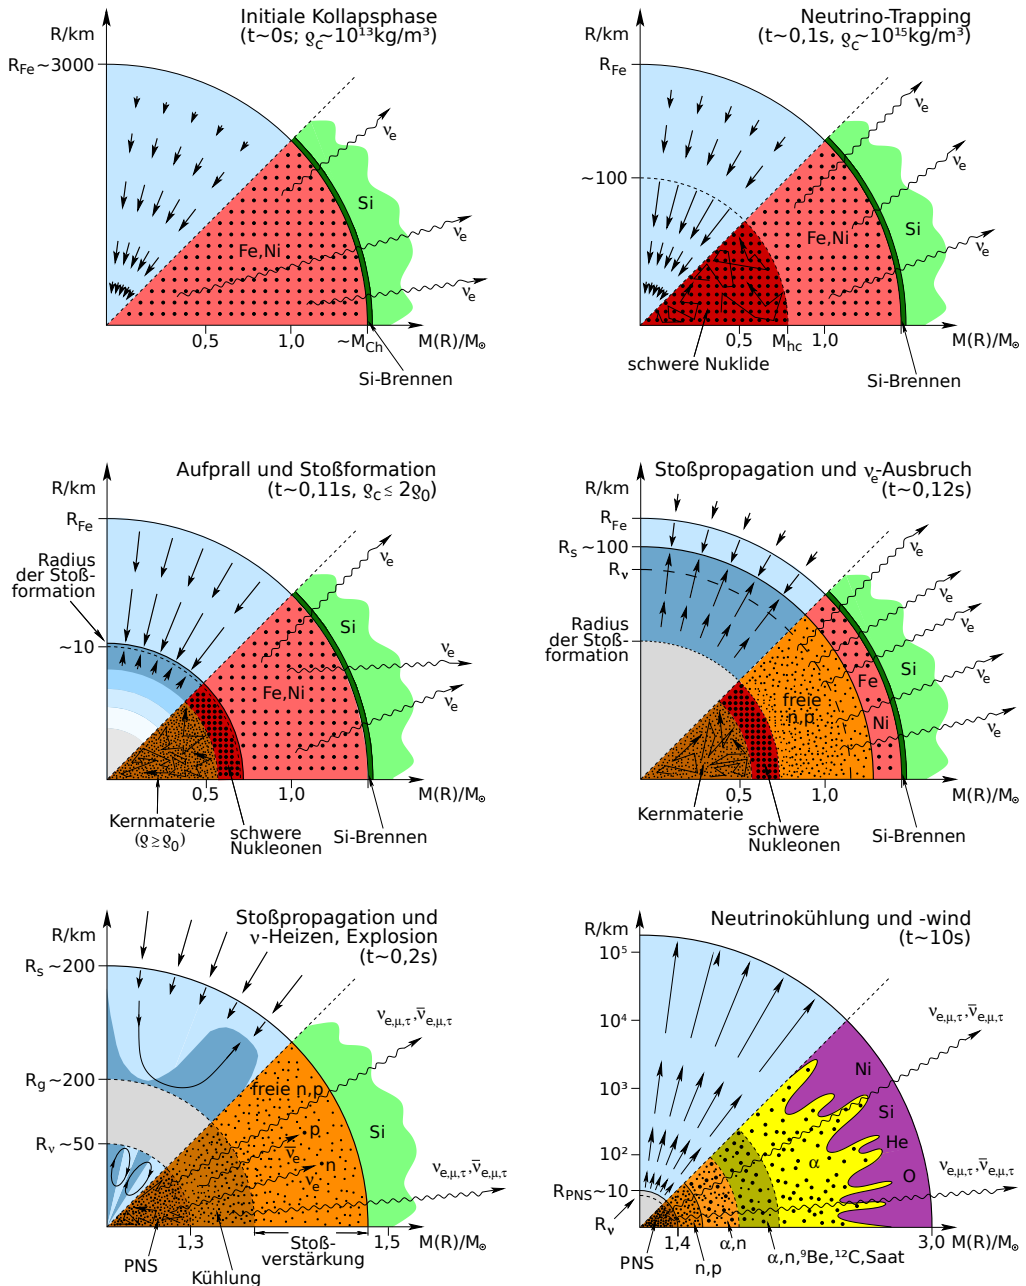 Initiale Kollapsphase
(t~0s; ϱc~10¹³kg/m³)
R/km
RFe~3000
νe
Si
νe
Fe,Ni
νe
0,5
1,0
~MCh
M(R)/M⊙
Si-Brennen
Neutrino-Trapping
(t~0,1s, ϱc~10¹⁵kg/m³)
R/km
RFe
νe
νe
~100
Si
Fe,Ni
νe
0,5
Mhc
1,0
M(R)/M⊙
schwere Nuklide
Si-Brennen
Aufprall und Stoßformation
(t~0,11s, ϱc≤ 2ϱ0)
R/km
RFe
νe
Radius
der Stoß-
formation
Si
~10
νe
Fe,Ni
νe
0,5
1,0
M(R)/M⊙
Kernmaterie
(ϱ≥ϱ0)
schwere
Nukleonen
Si-Brennen
Stoßpropagation und νe-Ausbruch
(t~0,12s)
R/km
RFe
Rs~100
νe
Rν
νe
Radius
der Stoß-
formation
νe
Si
Fe
freie
n,p
Ni
νe
0,5
1,0
M(R)/M⊙
Kernmaterie
schwere
Nukleonen
Si-Brennen
Stoßpropagation und
ν-Heizen, Explosion
(t~0,2s)
R/km
Rs~200
νe,μ,τ,ν̅e,μ,τ
Rg~200
freie n,p
Si
p
Rν ~50
ν̅e
n
νe
νe,μ,τ,ν̅e,μ,τ
PNS
1,3
Kühlung
Stoß-
verstärkung
1,5
M(R)/M⊙
Neutrinokühlung und -wind
(t~10s)
R/km
10⁵
10⁴
νe,μ,τ,ν̅e,μ,τ
Ni
10³
Si
He
10²
α
O
νe,μ,τ,ν̅e,μ,τ
RPNS~10
Rν
PNS
1,4
n,p
α,n
α,n,⁹Be,¹²C,Saat
3,0
M(R)/M⊙